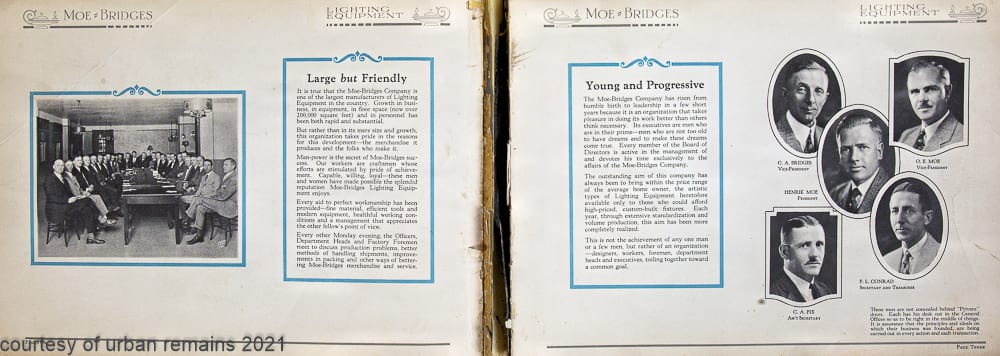 MOE-BRIDGES
LIGHTING
EQUIPMENT
Large but Friendly
It is true that the Moe-Bridges Company is
one of the largest manufacturers of Lighting
Equipment in the country. Growth in busi-
ness, in equipment, in floor space (now over
200,000 square feet) and in personnel has
been both rapid and substantial.
But rather than in its mere size and growth,
this organization takes pride in the reasons
for this development—the merchandise it
produces and the folks who make it.
Man-power is the secret of Moe-Bridges suc-
cess. Our workers are craftsmen whose
efforts are stimulated by pride of achieve-
ment. Capable, willing, loyal—these men
and women have made possible the splendid
reputation Moe-Bridges Lighting Equip-
ment enjoys.
Every aid to perfect workmanship has been
provided—fine material, efficient tools and
modern equipment, healthful working con-
ditions and a management that appreciates
the other fellow's point of view.
Every other Monday evening, the Officers,
Department Heads and Factory Foremen
meet to discuss production problems, better
methods of handling shipments, improve-
ments in packing and other ways of better-
ing Moe-Bridges merchandise and service.
courtesy of urban remains 2021
MOE-BRIDGES
LIGHTING
EQUIPMENT
Young and Progressive
The Moe-Bridges Company has risen from
humble birth to leadership in a few short
years because it is an organization that takes
pleasure in doing its work better than others
think necessary. Its executives are men who
are in their prime—men who are not too old
to have dreams and to make these dreams
come true. Every member of the Board of
Directors is active in the management of
and devotes his time exclusively to the
affairs of the Moe-Bridges Company.
The outstanding aim of this company has
always been to bring within the price range
of the average home owner, the artistic
types of Lighting Equipment heretofore
available only to those who could afford
high-priced, custom-built fixtures. Each
year, through extensive standardization and
volume production, this aim has been more
completely realized.
This is not the achievement of any one man
or a few men, but rather of an organization
—designers, workers, foremen, department
heads and executives, toiling together toward
a common goal.
C. A. BRIDGES
VICE-PRESIDENT
O. E. MOE
VICE-PRESIDENT
HENRIK MOE
PRESIDENT
F. L. CONRAD
SECRETARY AND TREASURER
C. A. PIX
ASS'T SECRETARY
These men are not concealed behind "Private"
doors. Each has his desk out in the General
Offices so as to be right in the middle of things.
It is assurance that the principles and ideals on
which their business was founded, are being
carried out in every action and each transaction.
PAGE THREE